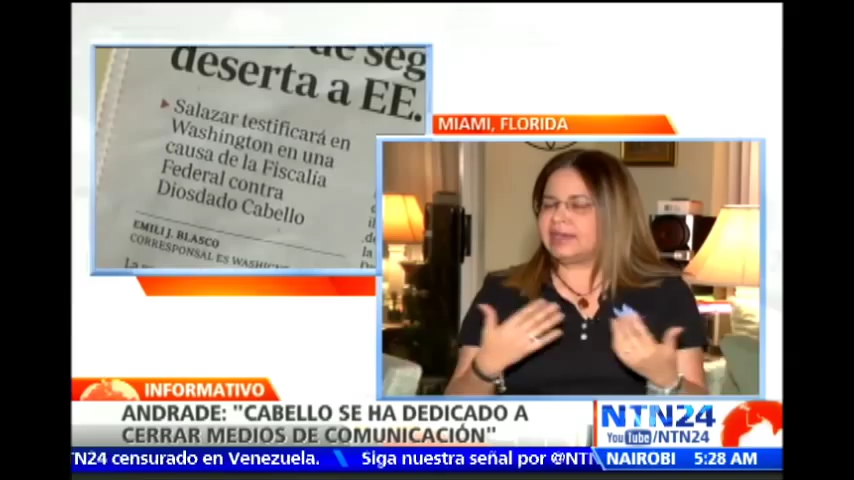 deserta a EE.
Salazar testificará en
Washington en una
causa de la Fiscalía
Federal contra
Diosdado Cabello
EMILI J. BLASCO
MIAMI, FLORIDA
INFORMATIVO
ANDRADE: "CABELLO SE HA DEDICADO A
CERRAR MEDIOS DE COMUNICACIÓN"
NTN24
YouTube/NTN24
TN24 censurado en Venezuela. \ Siga nuestra señal por @NTN
NAIROBI 5:28 AM